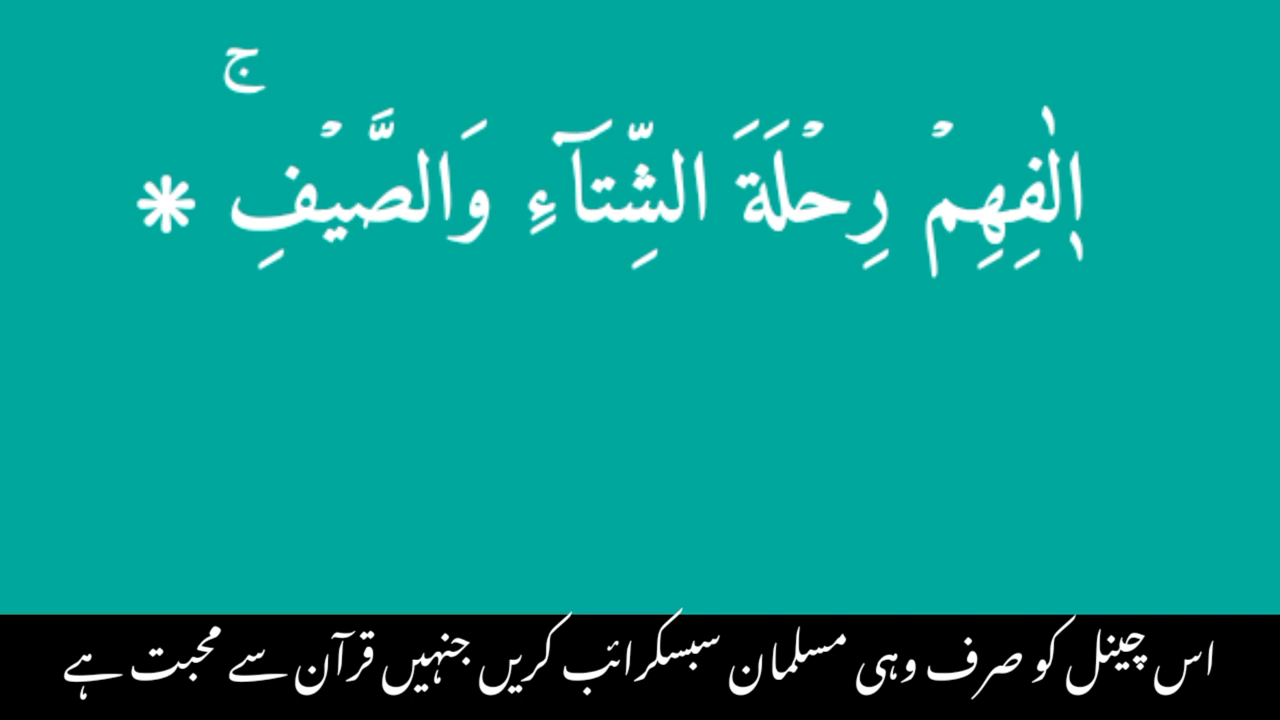 اٖلٰفِهِمْ رِحْلَةَ الشِّتَآءِ وَالصَّيْفِ ۚ *
اس چینل کو صرف وہی مسلمان سبسکرائب کریں جنہیں قرآن سے محبت ہے